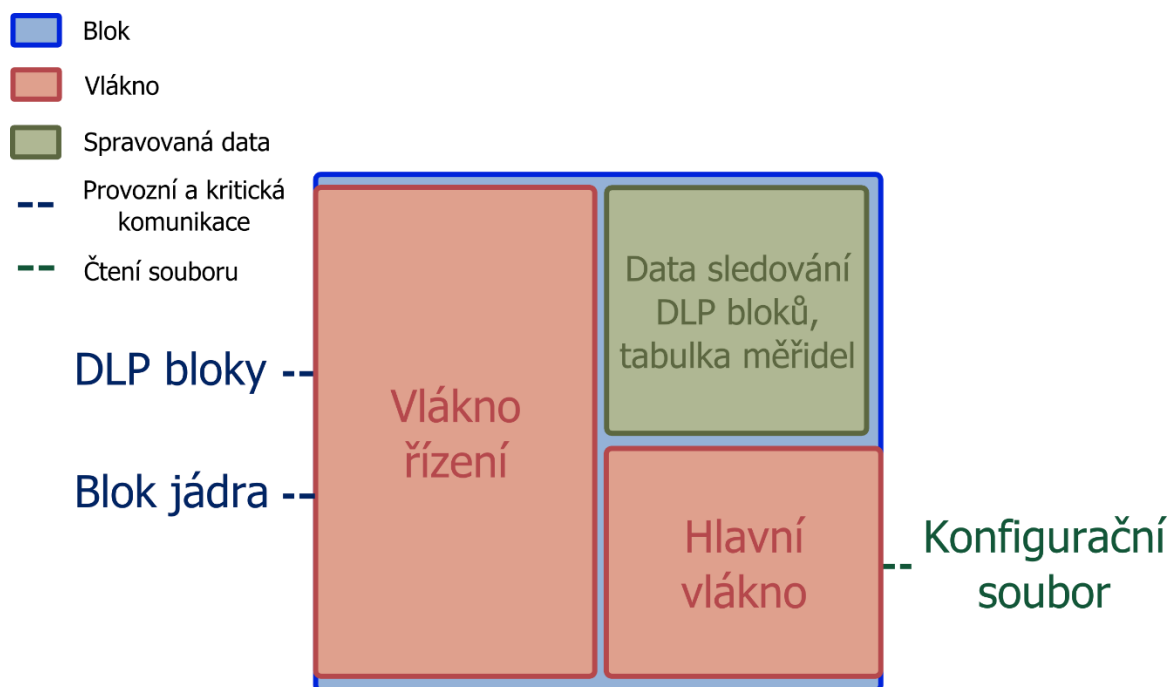 Blok
Vlákno
Spravovaná data
Provozní a kritická
komunikace
Čtení souboru
DLP bloky
Blok jádra
Vlákno
řízení
Data sledování
DLP bloků,
tabulka měřidel
Hlavní
vlákno
Konfigurační
soubor